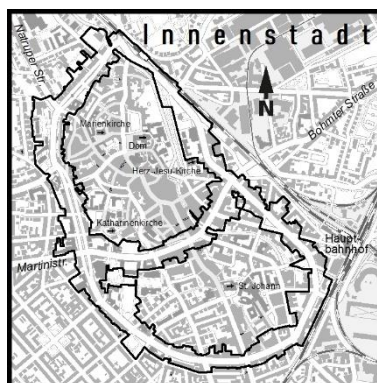 Innenstadt
Natruper Str.
N
Bohmter Straße
Marienkirche
Dom
Herz-Jesu-Kirche
Katharinenkirche
Haupt-
bahnhof
Martinistr.
St. Johann